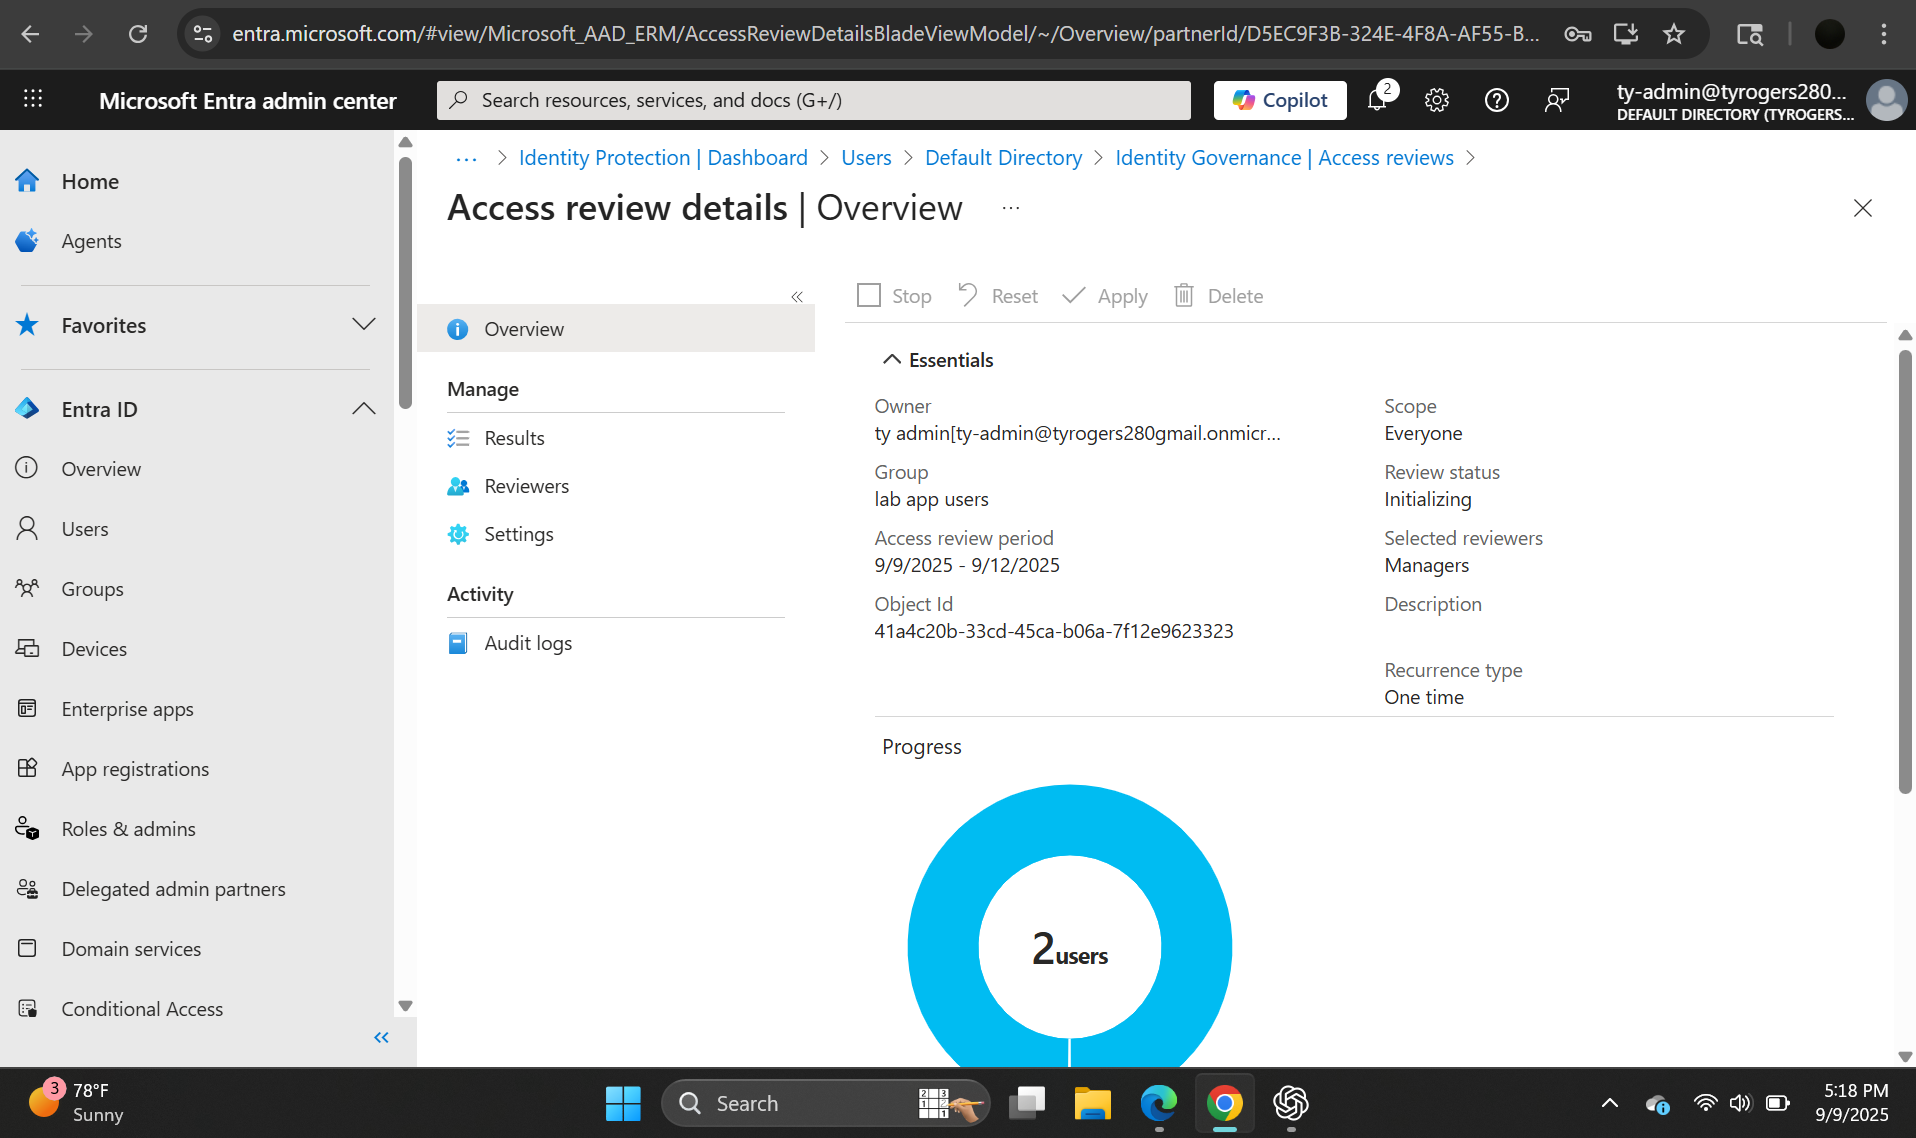 entra.microsoft.com/#view/Microsoft_AAD_ERM/AccessReviewDetailsBladeViewModel/~/Overview/partnerId/D5EC9F3B-324E-4F8A-AF55-B...
Microsoft Entra admin center
Search resources, services, and docs (G+/)
Copilot
2
ty-admin@tyrogers280...
DEFAULT DIRECTORY (TYROGERS...
Home
Agents
Favorites
Entra ID
Overview
Users
Groups
Devices
Enterprise apps
App registrations
Roles & admins
Delegated admin partners
Domain services
Conditional Access
... > Identity Protection | Dashboard > Users > Default Directory > Identity Governance | Access reviews >
Access review details | Overview ...
Overview
Manage
Results
Reviewers
Settings
Activity
Audit logs
Stop Reset Apply Delete
Essentials
Owner
ty admin[ty-admin@tyrogers280gmail.onmicr...
Group
lab app users
Access review period
9/9/2025 - 9/12/2025
Object Id
41a4c20b-33cd-45ca-b06a-7f12e9623323
Scope
Everyone
Review status
Initializing
Selected reviewers
Managers
Description
Recurrence type
One time
Progress
2users
3
78°F
Sunny
Search
5:18 PM
9/9/2025